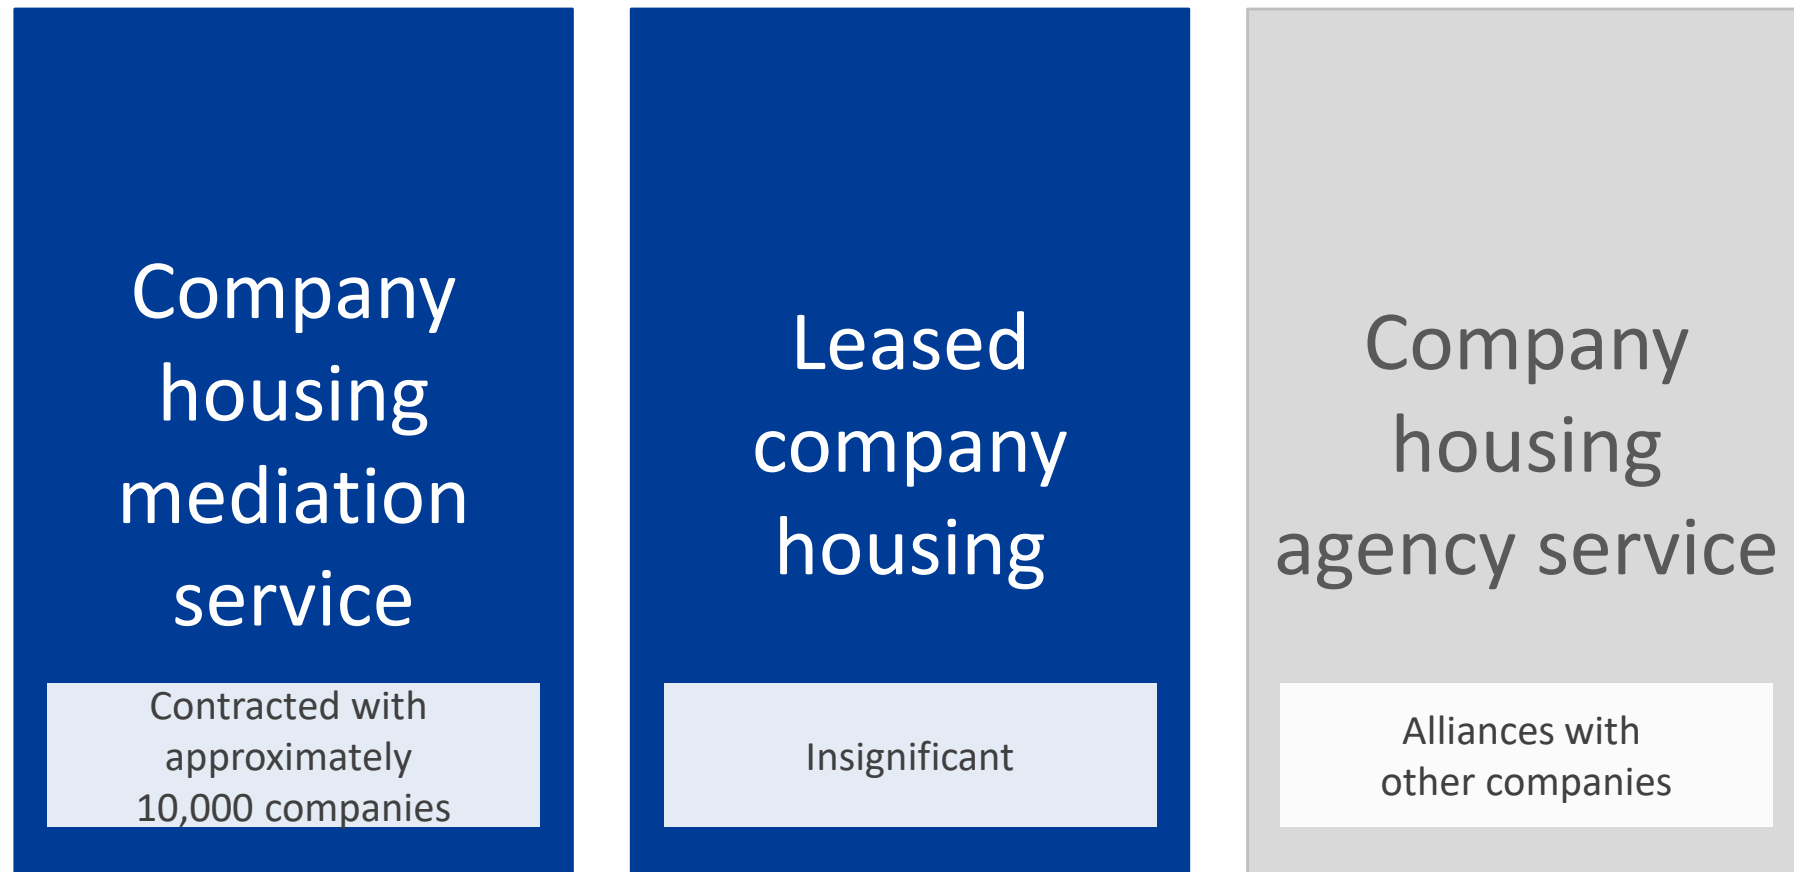 Company
housing
mediation
service
Contracted with
approximately
10,000 companies
Leased
company
housing
Insignificant
Company
housing
agency service
Alliances with
other companies